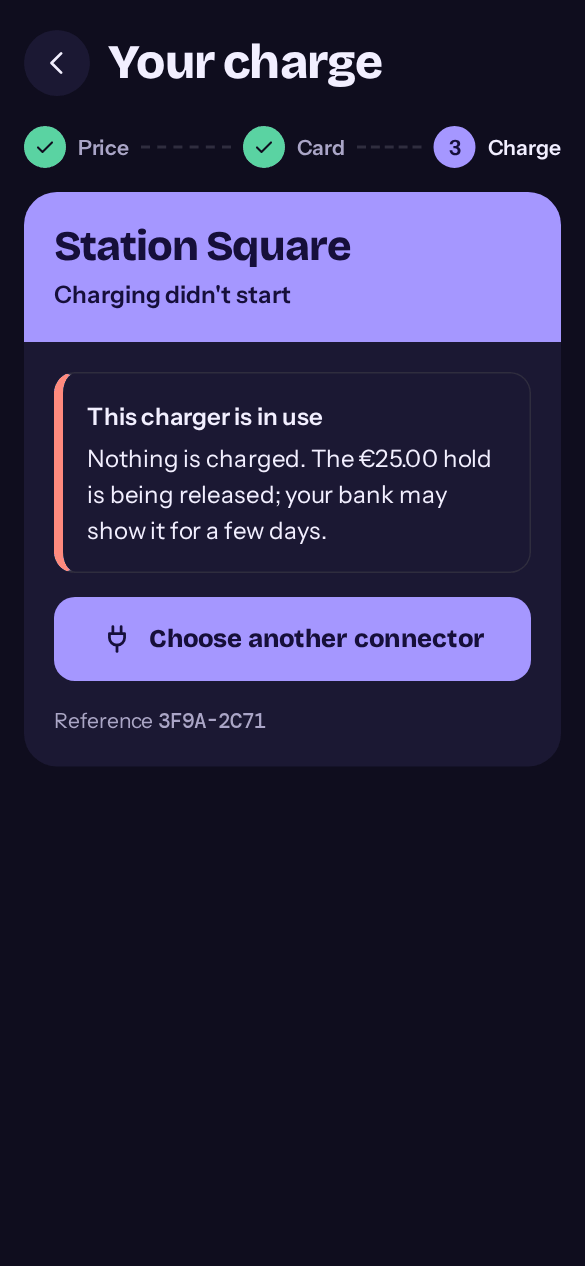 Your charge
Price
Card
3 Charge
Station Square
Charging didn't start
This charger is in use
Nothing is charged. The €25.00 hold
is being released; your bank may
show it for a few days.
Choose another connector
Reference 3F9A-2C71